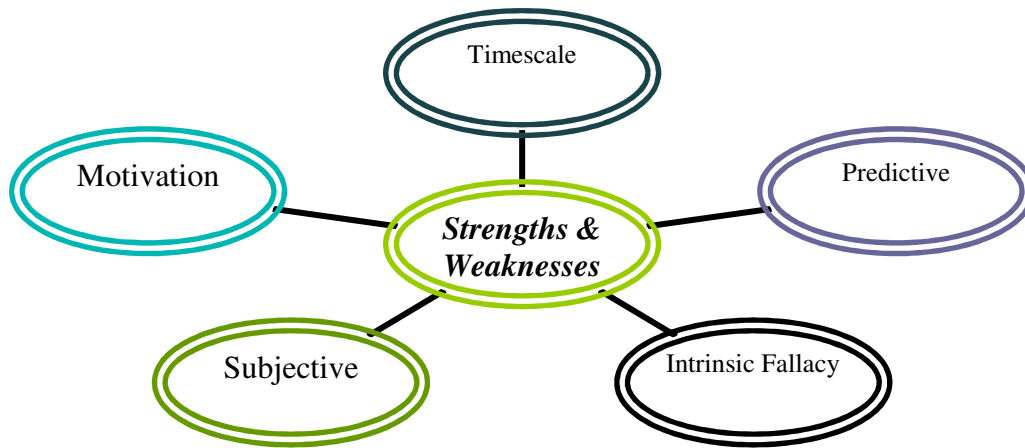 Timescale
Motivation
Predictive
Strengths &
Weaknesses
Subjective
Intrinsic Fallacy